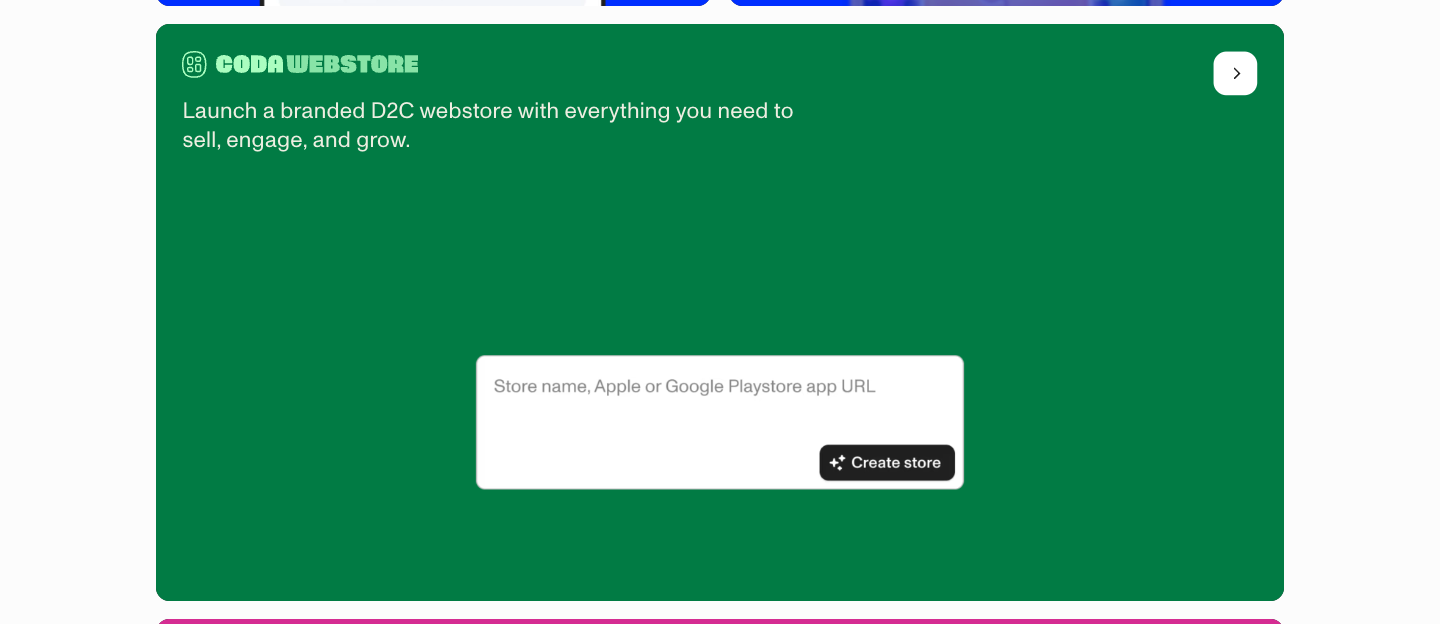 CODA WEBSTORE
Launch a branded D2C webstore with everything you need to
sell, engage, and grow.
Store name, Apple or Google Playstore app URL
Create store